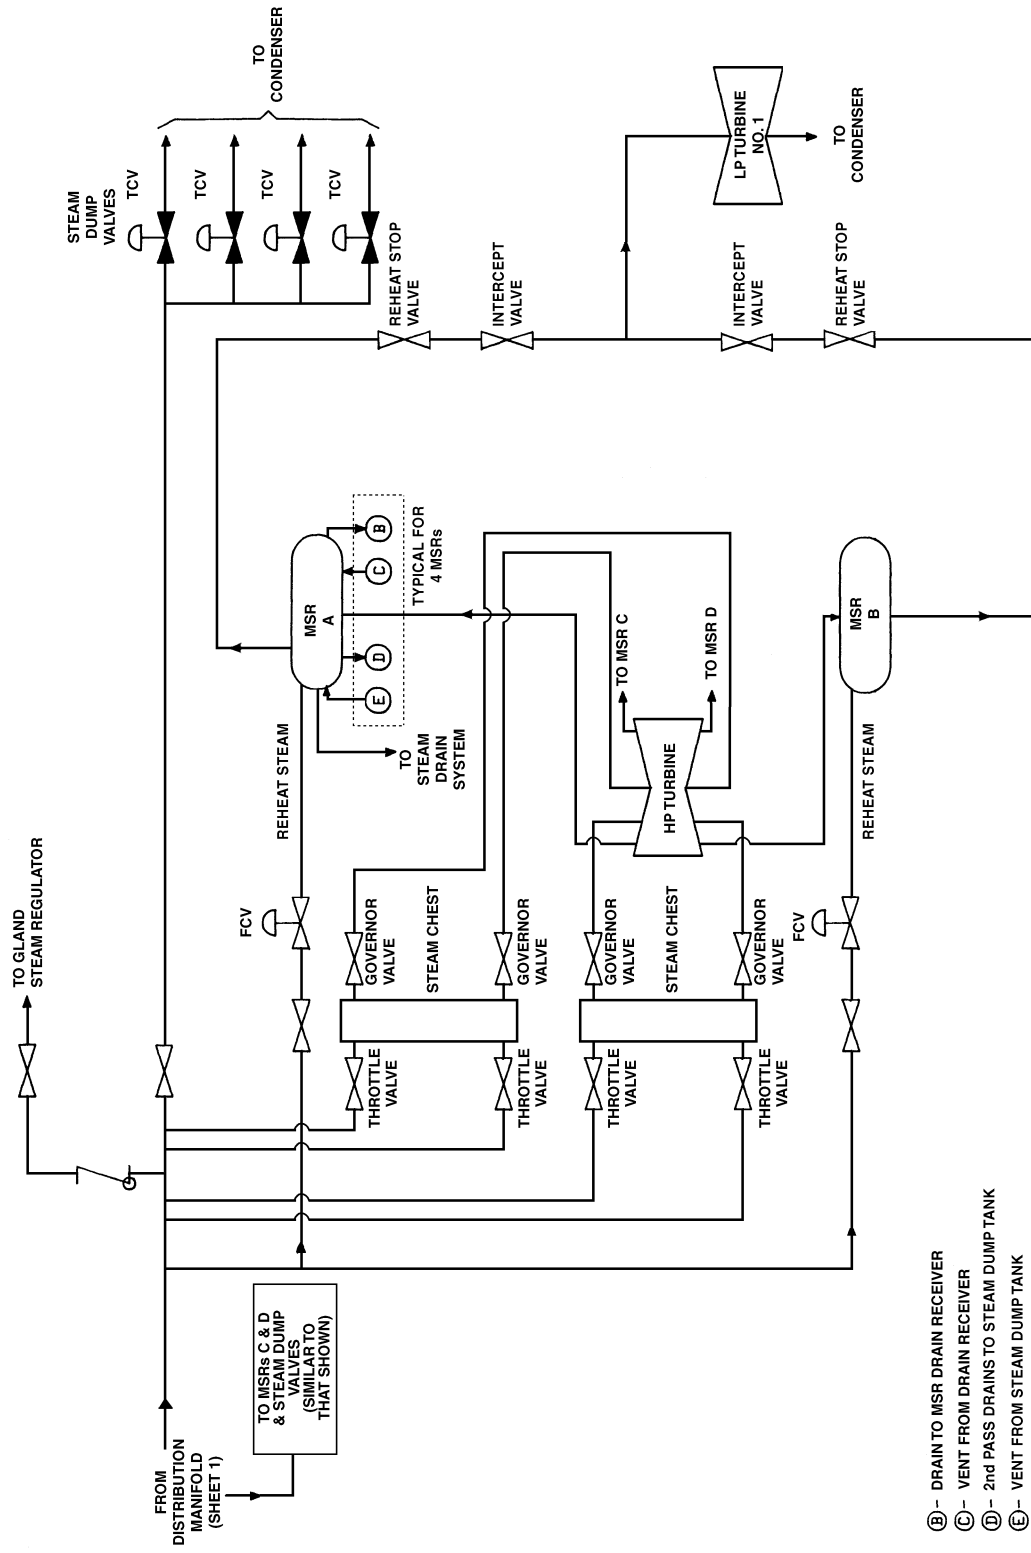 TO GLAND
STEAM REGULATOR
STEAM
DUMP
VALVES
TCV
TCV
TCV
TCV
TO
CONDENSER
FROM
DISTRIBUTION
MANIFOLD
(SHEET 1)
TO MSRs C & D
& STEAM DUMP
VALVES
(SIMILAR TO
THAT SHOWN)
FCV
REHEAT STEAM
MSR
A
E
D
C
B
TYPICAL FOR
4 MSRs
TO
STEAM
DRAIN
SYSTEM
REHEAT STOP
VALVE
INTERCEPT
VALVE
THROTTLE
VALVE
GOVERNOR
VALVE
STEAM CHEST
THROTTLE
VALVE
GOVERNOR
VALVE
THROTTLE
VALVE
GOVERNOR
VALVE
STEAM CHEST
THROTTLE
VALVE
GOVERNOR
VALVE
TO MSR C
HP TURBINE
TO MSR D
LP TURBINE
NO. 1
TO
CONDENSER
INTERCEPT
VALVE
REHEAT STOP
VALVE
FCV
REHEAT STEAM
MSR
B
B – DRAIN TO MSR DRAIN RECEIVER
C – VENT FROM DRAIN RECEIVER
D – 2nd PASS DRAINS TO STEAM DUMP TANK
E – VENT FROM STEAM DUMP TANK